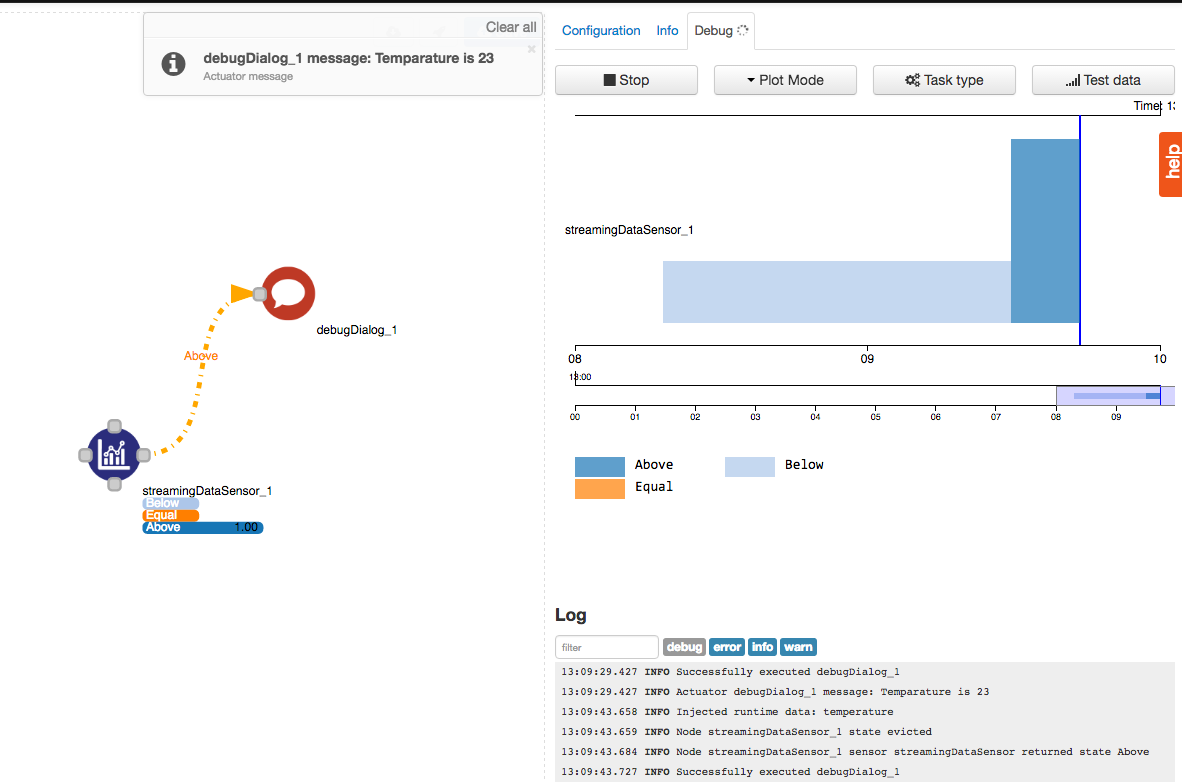 Clear all
debugDialog_1 message: Temparature is 23
Actuator message
Configuration Info Debug
Stop Plot Mode Task type Test data
Time: 13
help
streamingDataSensor_1
debugDialog_1
Above
08 09 10
13:00
00 01 02 03 04 05 06 07 08 09
streamingDataSensor_1
Below
Equal
Above 1.00
Above Below
Equal
Log
filter debug error info warn
13:09:29.427 INFO Successfully executed debugDialog_1
13:09:29.427 INFO Actuator debugDialog_1 message: Temparature is 23
13:09:43.658 INFO Injected runtime data: temperature
13:09:43.659 INFO Node streamingDataSensor_1 state evicted
13:09:43.684 INFO Node streamingDataSensor_1 sensor streamingDataSensor returned state Above
13:09:43.727 INFO Successfully executed debugDialog_1